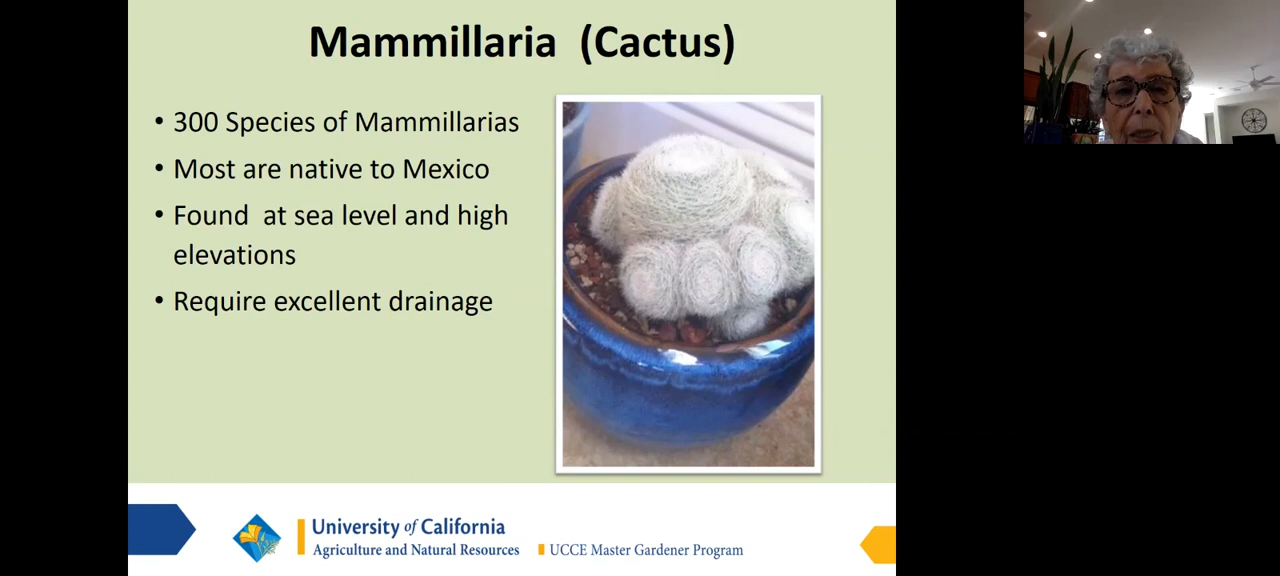 Mammillaria (Cactus)
• 300 Species of Mammillarias
• Most are native to Mexico
• Found at sea level and high
elevations
• Require excellent drainage
University of California
Agriculture and Natural Resources
UCCE Master Gardener Program